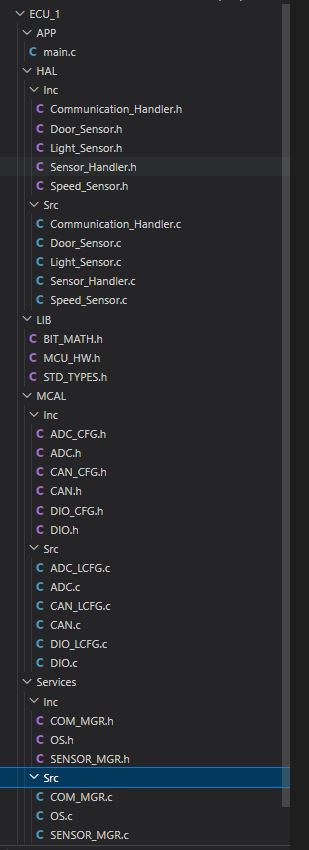 ECU_1
APP
C main.c
HAL
Inc
C Communication_Handler.h
C Door_Sensor.h
C Light_Sensor.h
C Sensor_Handler.h
C Speed_Sensor.h
Src
C Communication_Handler.c
C Door_Sensor.c
C Light_Sensor.c
C Sensor_Handler.c
C Speed_Sensor.c
LIB
C BIT_MATH.h
C MCU_HW.h
C STD_TYPES.h
MCAL
Inc
C ADC_CFG.h
C ADC.h
C CAN_CFG.h
C CAN.h
C DIO_CFG.h
C DIO.h
Src
C ADC_LCFG.c
C ADC.c
C CAN_LCFG.c
C CAN.c
C DIO_LCFG.c
C DIO.c
Services
Inc
C COM_MGR.h
C OS.h
C SENSOR_MGR.h
Src
C COM_MGR.c
C OS.c
C SENSOR_MGR.c